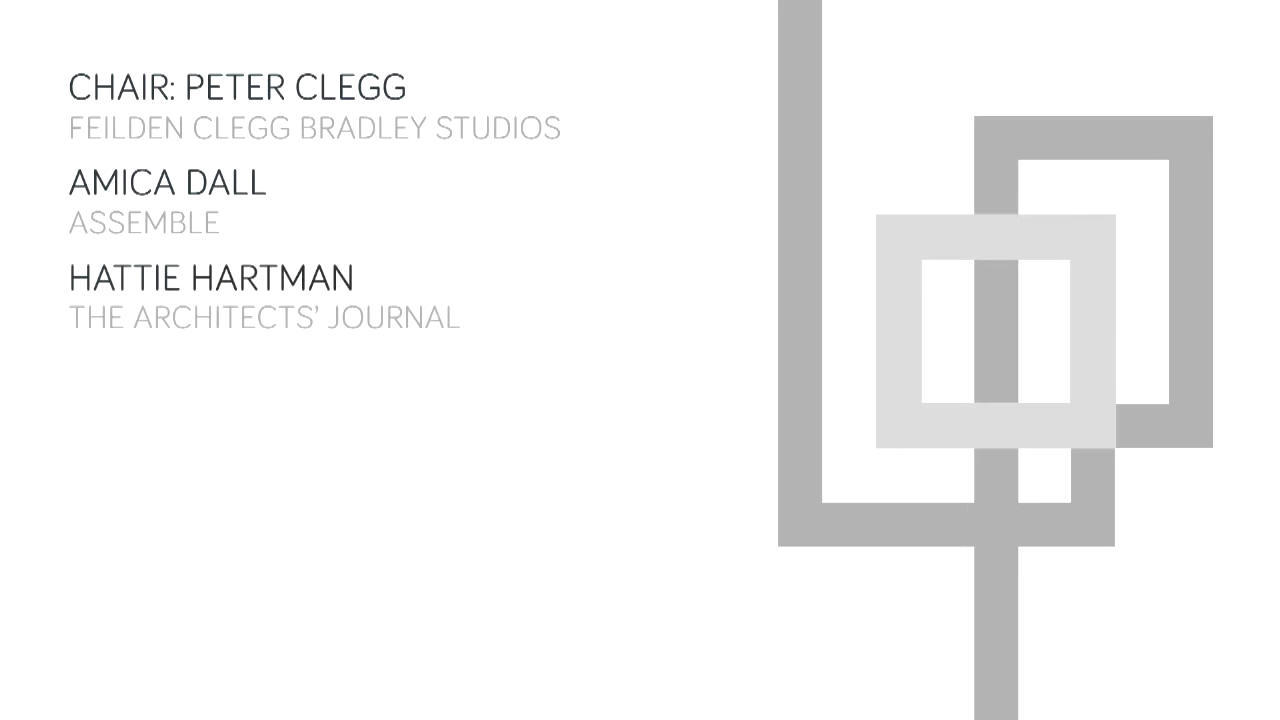 CHAIR: PETER CLEGG
FEILDEN CLEGG BRADLEY STUDIOS
AMICA DALL
ASSEMBLE
HATTIE HARTMAN
THE ARCHITECTS’ JOURNAL